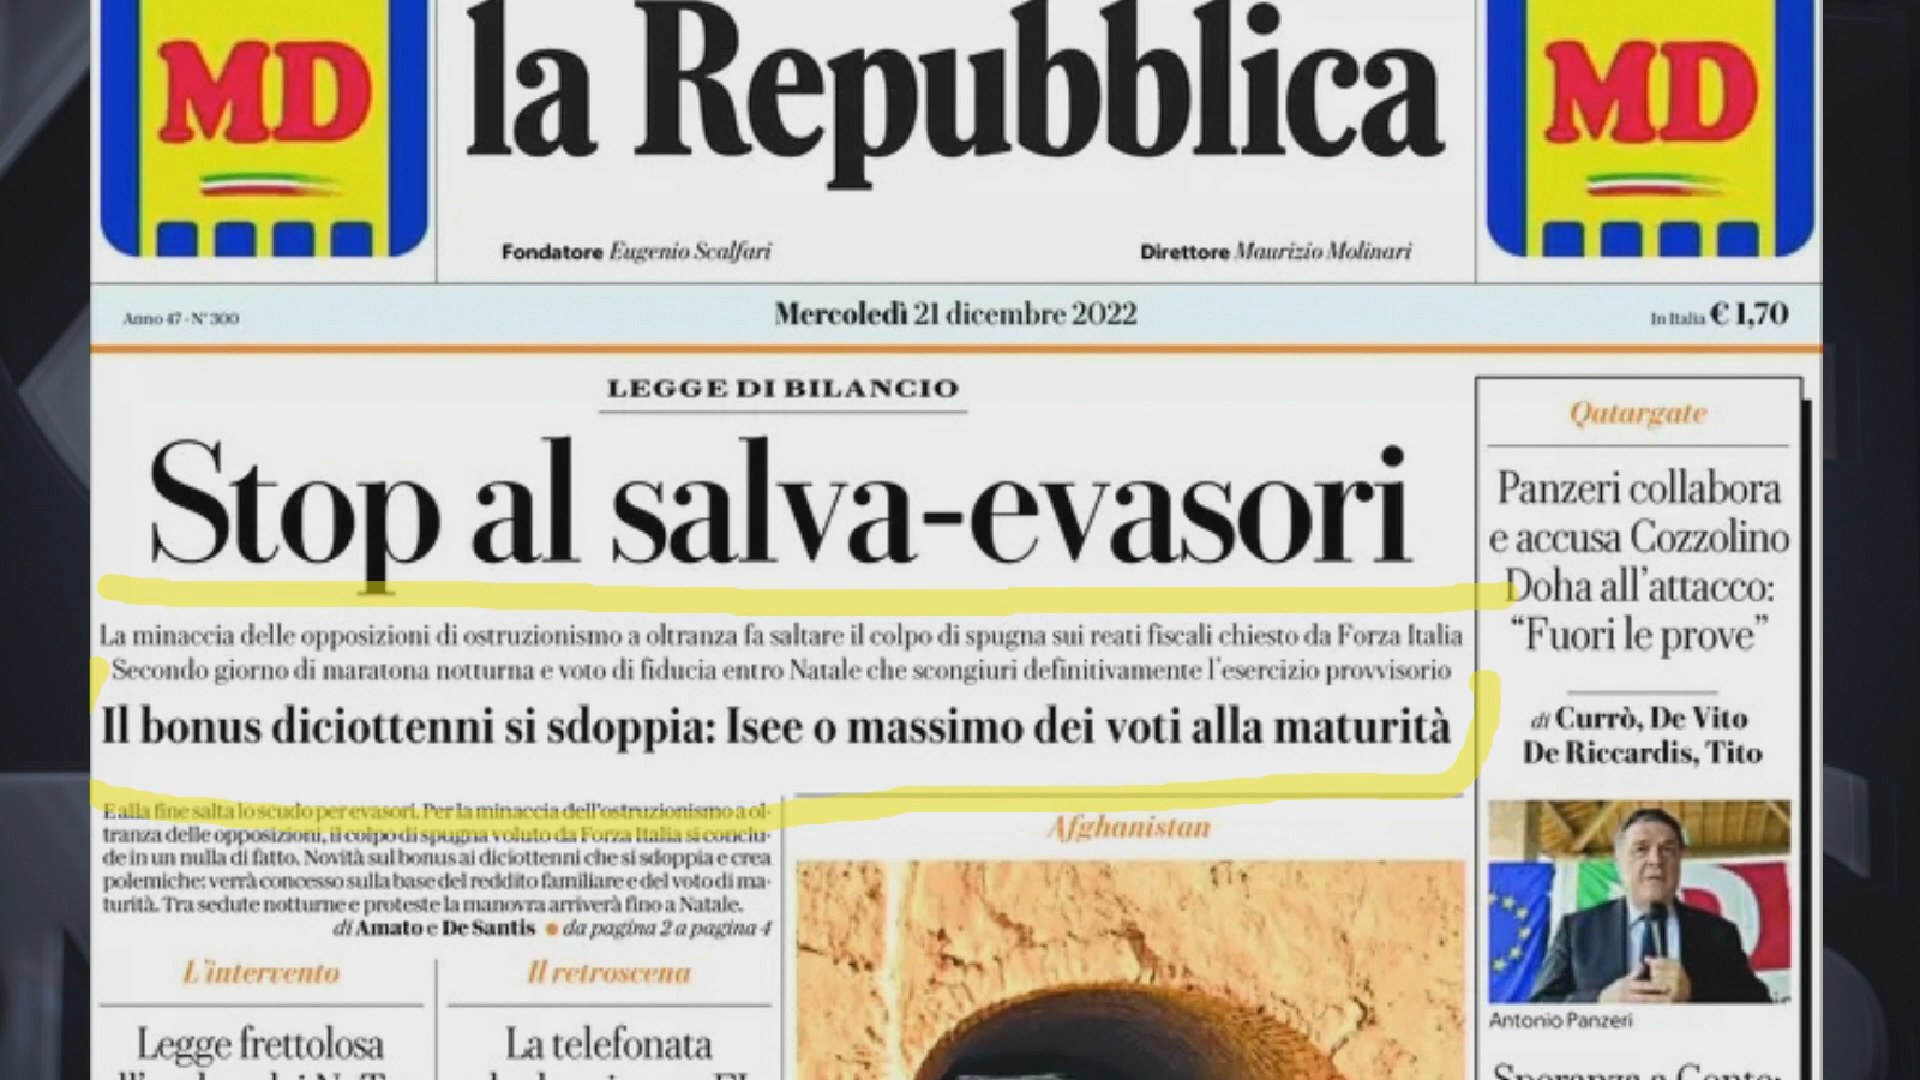 MD
la Repubblica
MD
Fondatore Eugenio Scalfari
Direttore Maurizio Molinari
Anno 47 - N° 300
Mercoledì 21 dicembre 2022
In Italia € 1,70
LEGGE DI BILANCIO
Stop al salva-evasori
La minaccia delle opposizioni di ostruzionismo a oltranza fa saltare il colpo di spugna sui reati fiscali chiesto da Forza Italia
Secondo giorno di maratona notturna e voto di fiducia entro Natale che scongiuri definitivamente l'esercizio provvisorio
Il bonus diciottenni si sdoppia: Isee o massimo dei voti alla maturità
E alla fine salta lo scudo per evasori. Per la minaccia dell'ostruzionismo a ol-
tranza delle opposizioni, il colpo di spugna voluto da Forza Italia si conclu-
de in un nulla di fatto. Novità sul bonus ai diciottenni che si sdoppia e crea
polemiche: verrà concesso sulla base del reddito familiare e del voto di ma-
turità. Tra sedute notturne e proteste la manovra arriverà fino a Natale.
di Amato e De Santis ● da pagina 2 a pagina 4
L'intervento
Legge frettolosa
Il retroscena
La telefonata
Afghanistan
Qatargate
Panzeri collabora
e accusa Cozzolino
Doha all'attacco:
“Fuori le prove”
di Currò, De Vito
De Riccardis, Tito
Antonio Panzeri
Speranza a Conte: